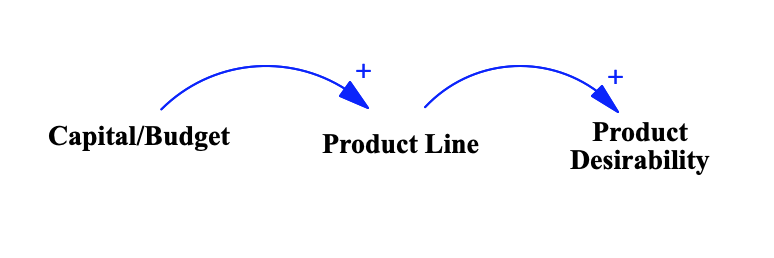 +
+
Capital/Budget
Product Line
Product
Desirability